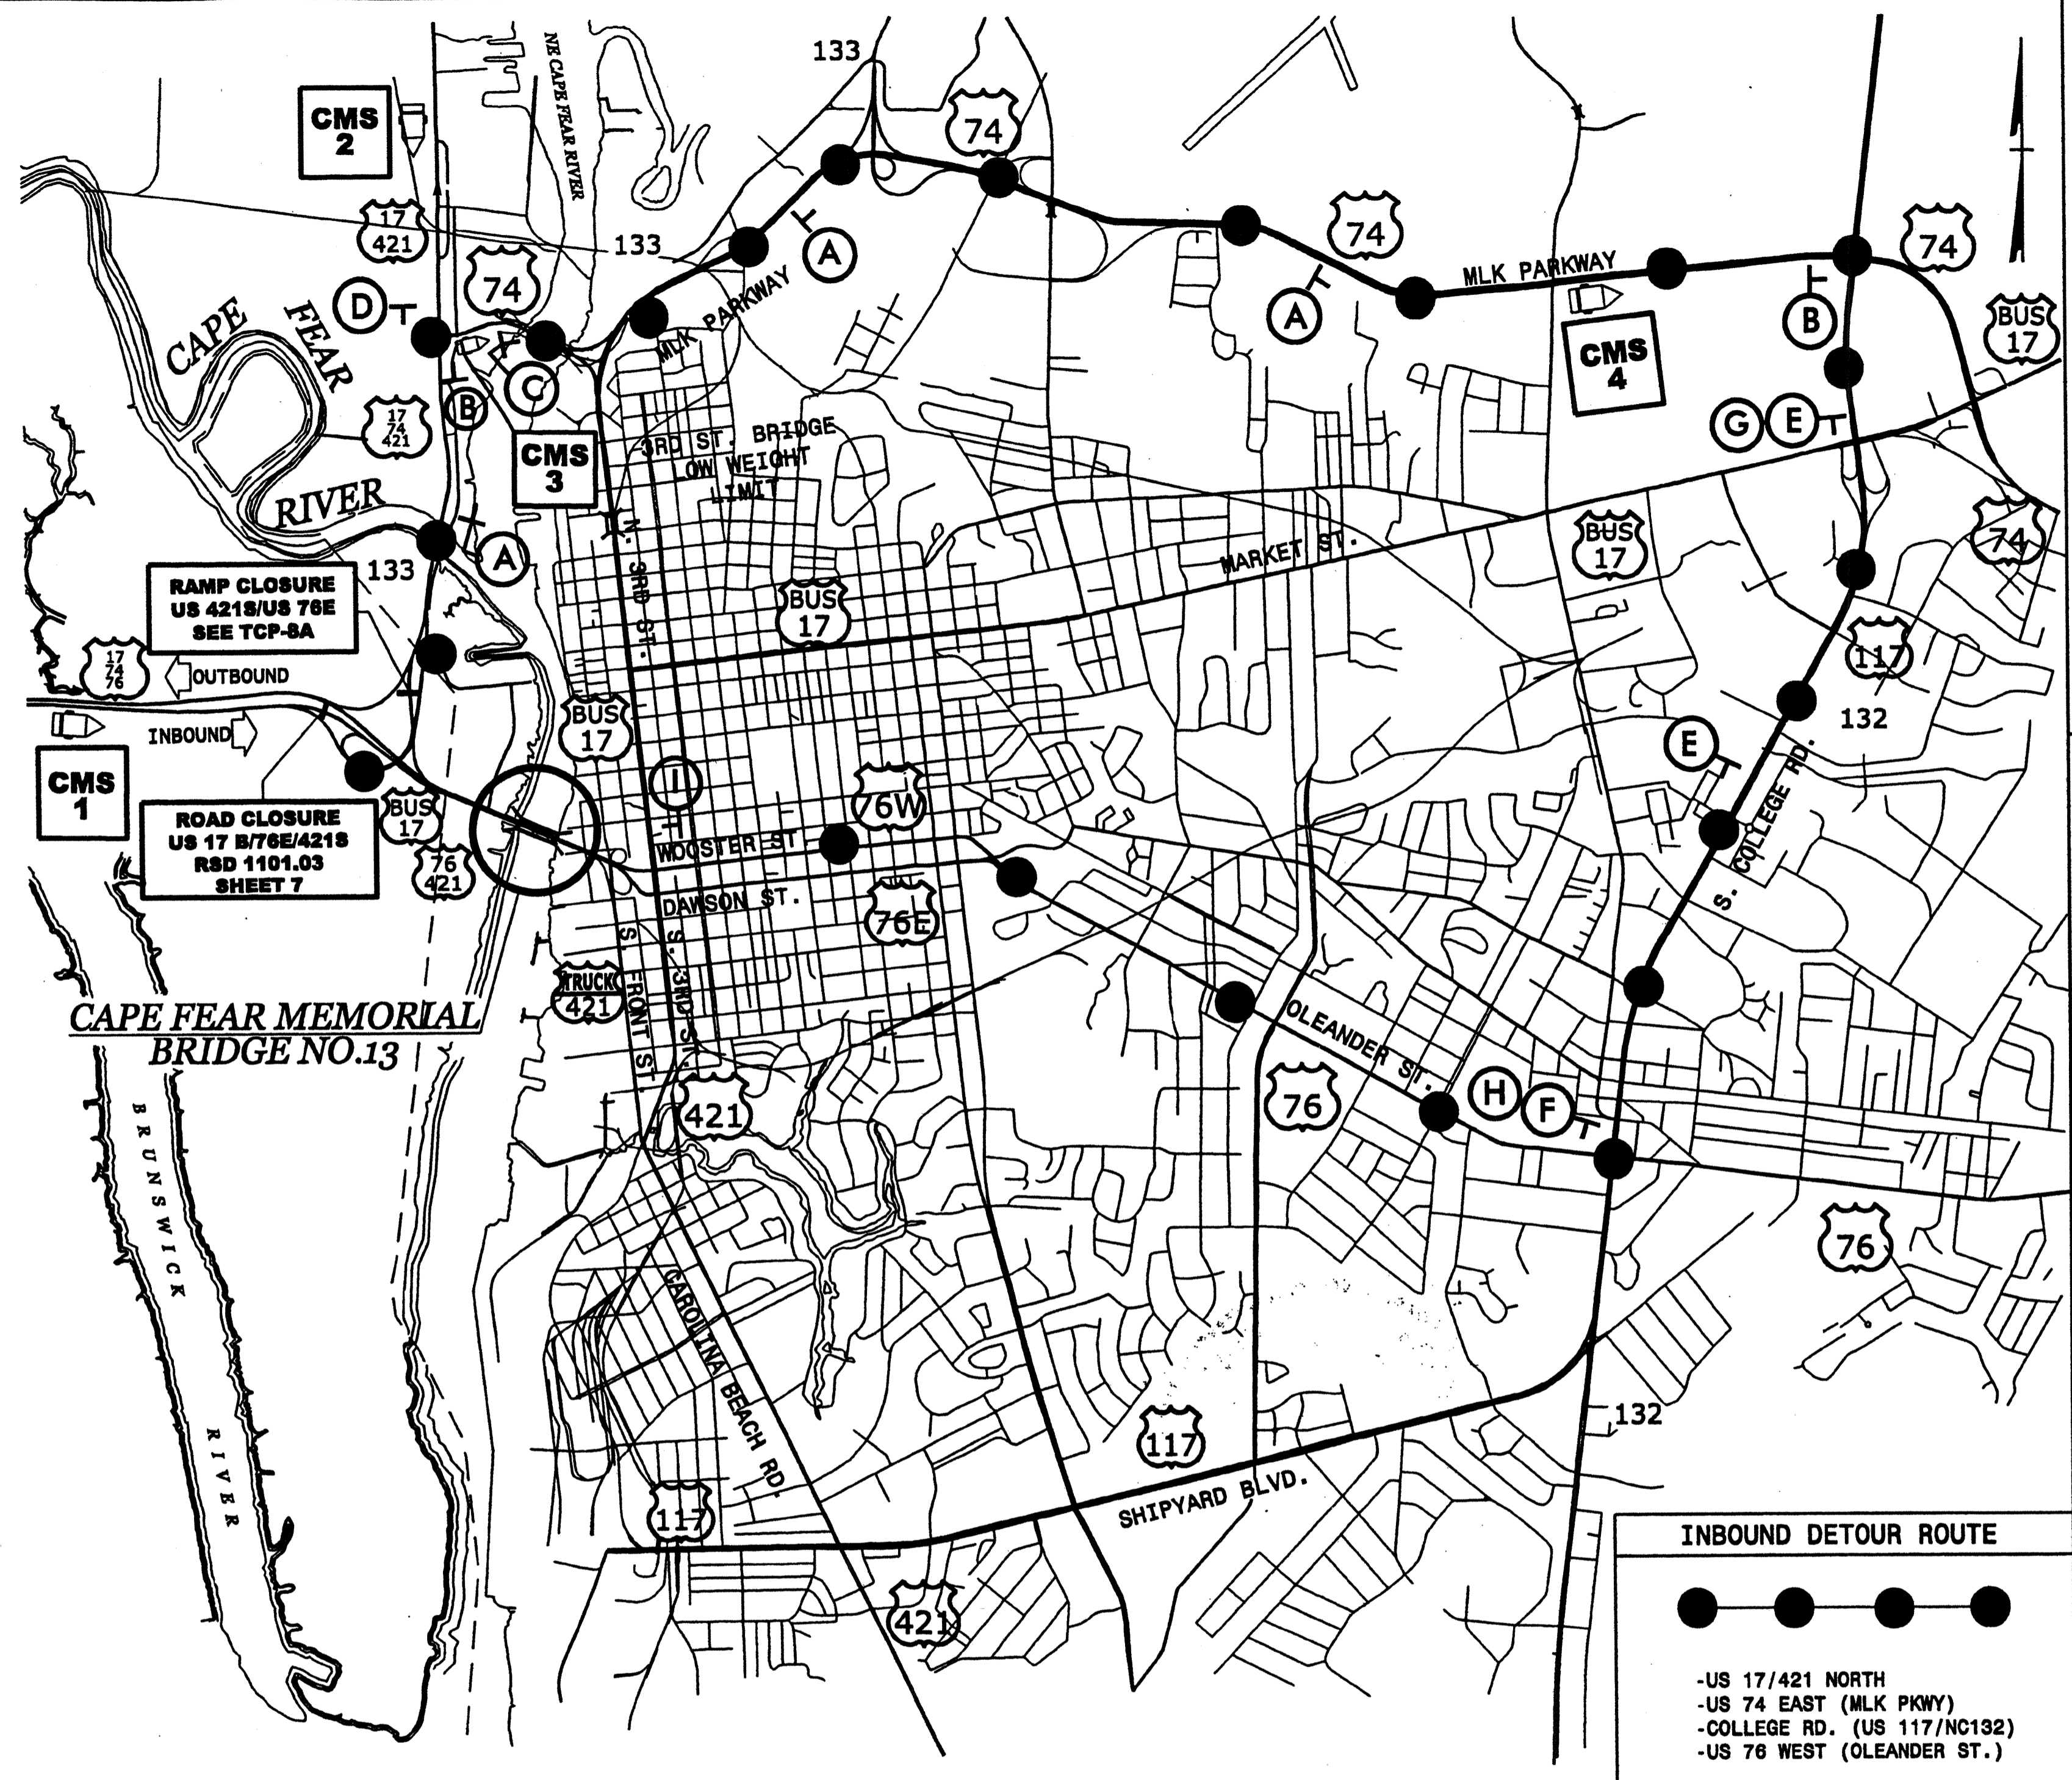 133
NE CAPE FEAR RIVER
CMS
2
74
17
421
133
74
A
74
MLK PARKWAY
74
D
74
CAPE FEAR
RIVER
MLK PARKWAY
A
B
BUS
17
CMS
4
17
74
421
B
C
CMS
3
3RD ST. BRIDGE
LOW WEIGHT
LIMIT
G
E
N. 3RD ST.
MARKET ST.
BUS
17
74
133
A
RAMP CLOSURE
US 421S/US 76E
SEE TCP-8A
BUS
17
117
132
17
74
76
OUTBOUND
INBOUND
BUS
17
I
E
S. COLLEGE RD.
CMS
1
ROAD CLOSURE
US 17 B/76E/421S
RSD 1101.03
SHEET 7
BUS
17
76
421
76W
WOOSTER ST
DAWSON ST.
76E
S. FRONT ST.
S. 3RD ST.
TRUCK
421
CAPE FEAR MEMORIAL
BRIDGE NO.13
OLEANDER ST.
76
H
F
421
BRUNSWICK
RIVER
76
CAROLINA BEACH RD.
117
132
117
SHIPYARD BLVD.
421
INBOUND DETOUR ROUTE
-US 17/421 NORTH
-US 74 EAST (MLK PKWY)
-COLLEGE RD. (US 117/NC132)
-US 76 WEST (OLEANDER ST.)